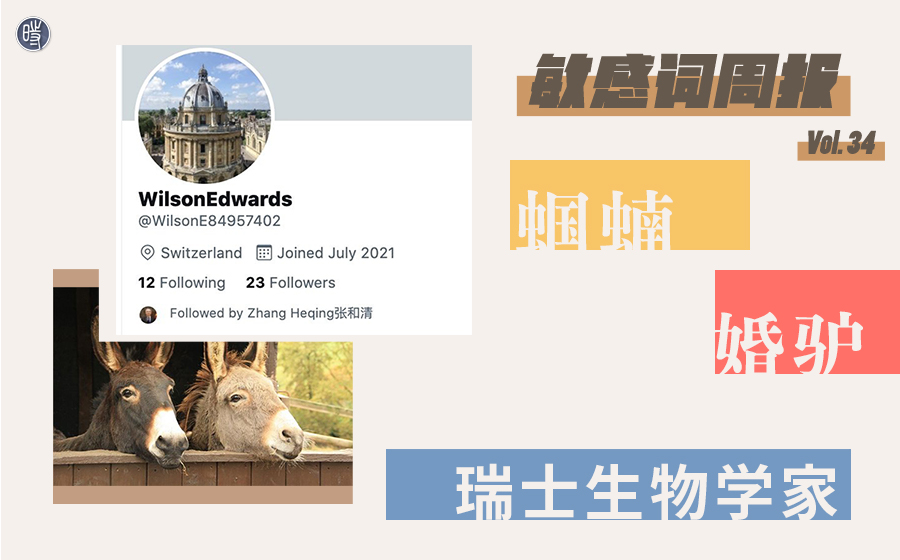 時
WilsonEdwards
@WilsonE84957402
Switzerland Joined July 2021
12 Following 23 Followers
Followed by Zhang Heqing张和清
敏感词周报
Vol. 34
蝈蝻
婚驴
瑞士生物学家